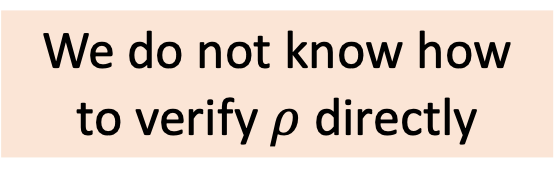 We do not know how
to verify 𝜌 directly